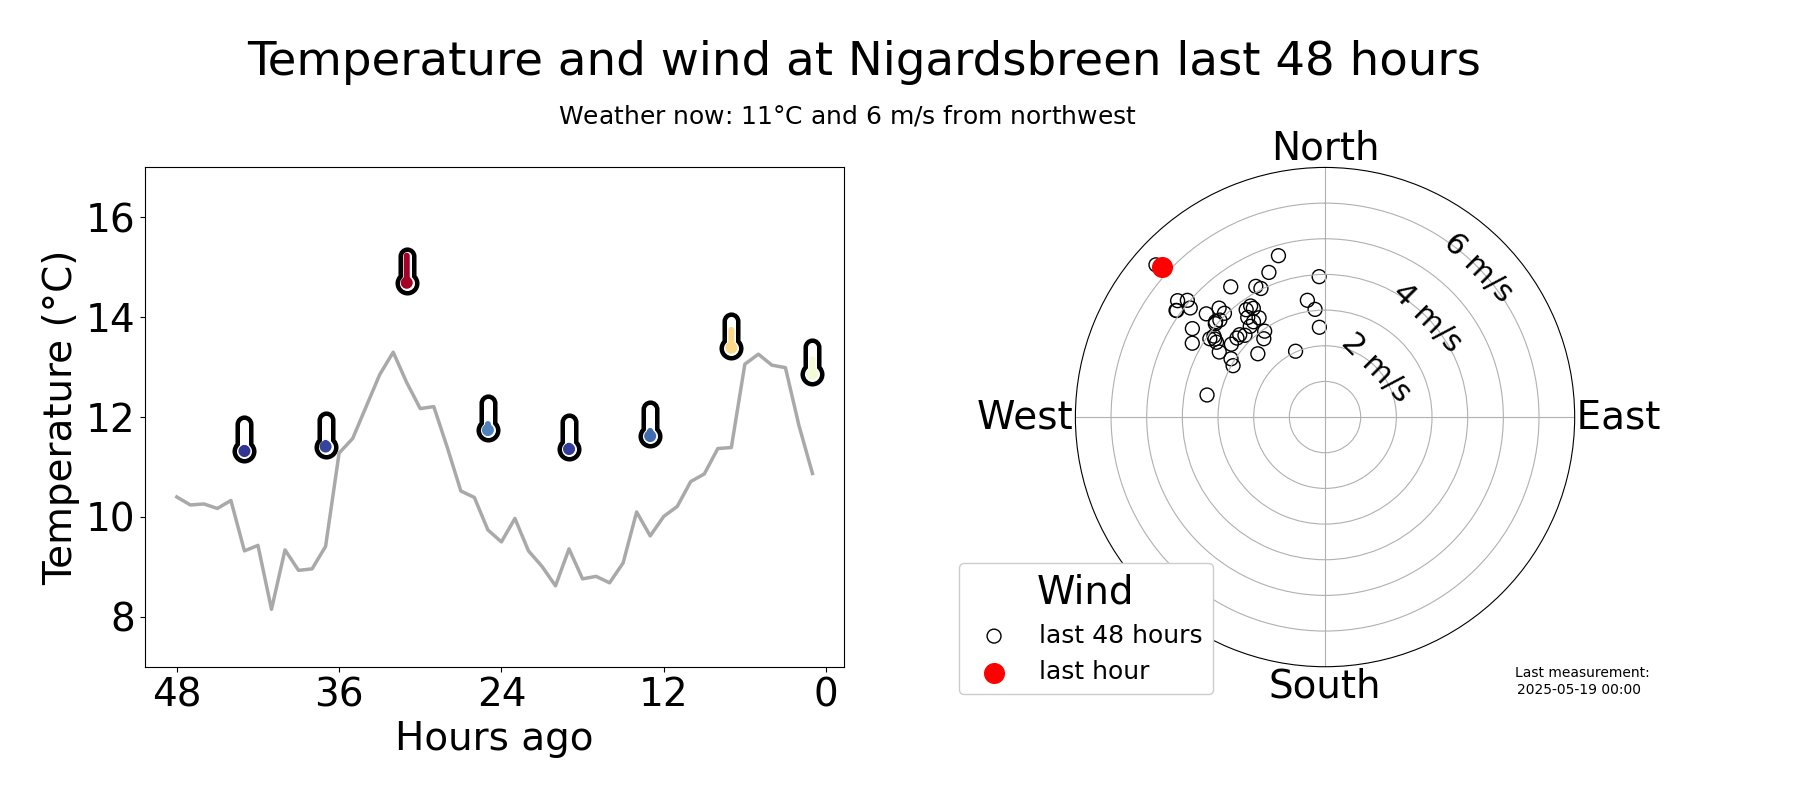 Temperature and wind at Nigardsbreen last 48 hours
Weather now: 11°C and 6 m/s from northwest
Temperature (°C)
16
14
12
10
8
48
36
24
12
0
Hours ago
North
West
East
South
6 m/s
4 m/s
2 m/s
Wind
last 48 hours
last hour
Last measurement:
2025-05-19 00:00